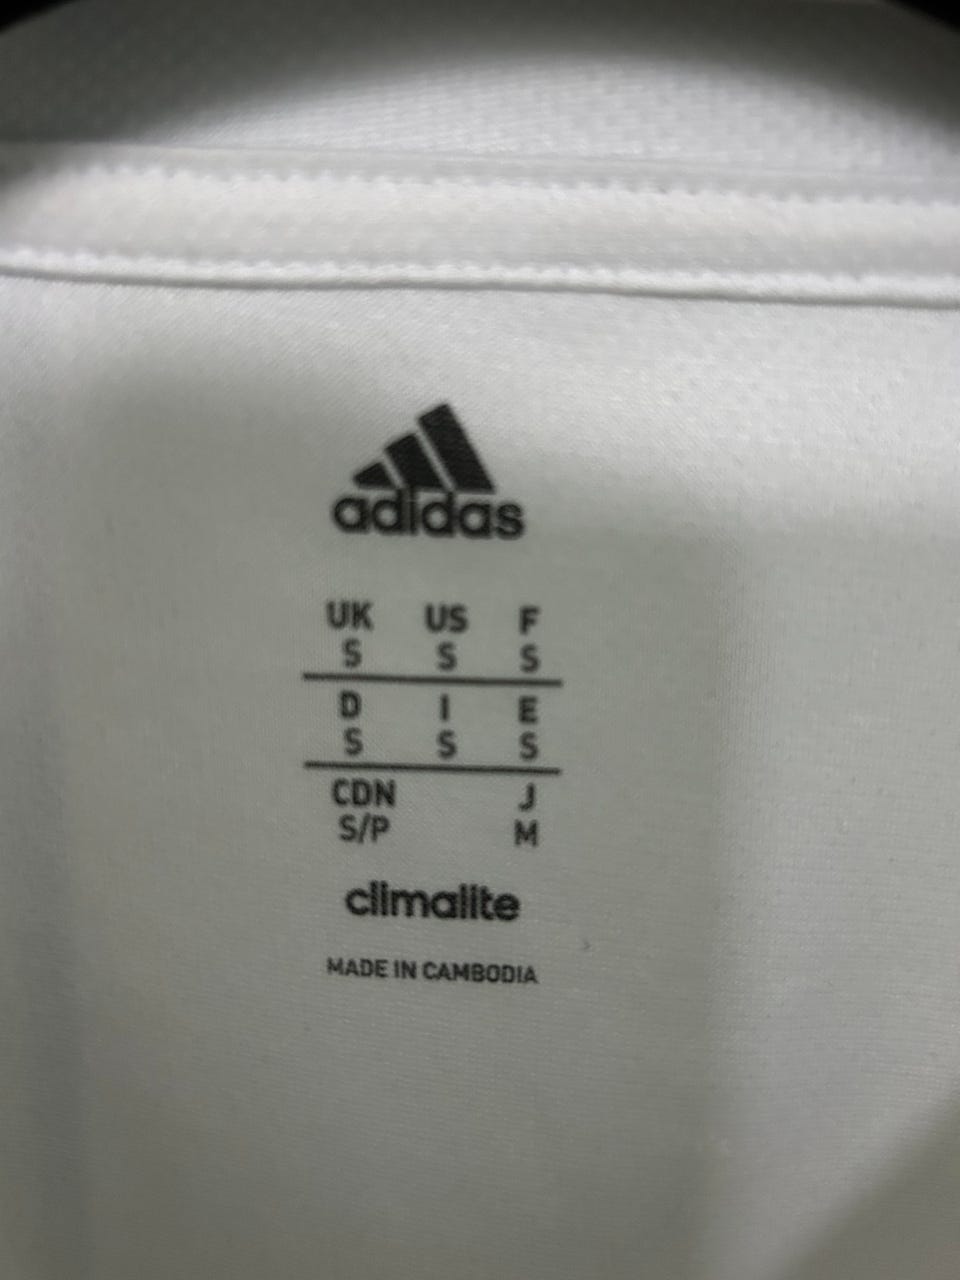 adidas
UK US F
S S S
D I E
S S S
CDN J
S/P M
climalite
MADE IN CAMBODIA